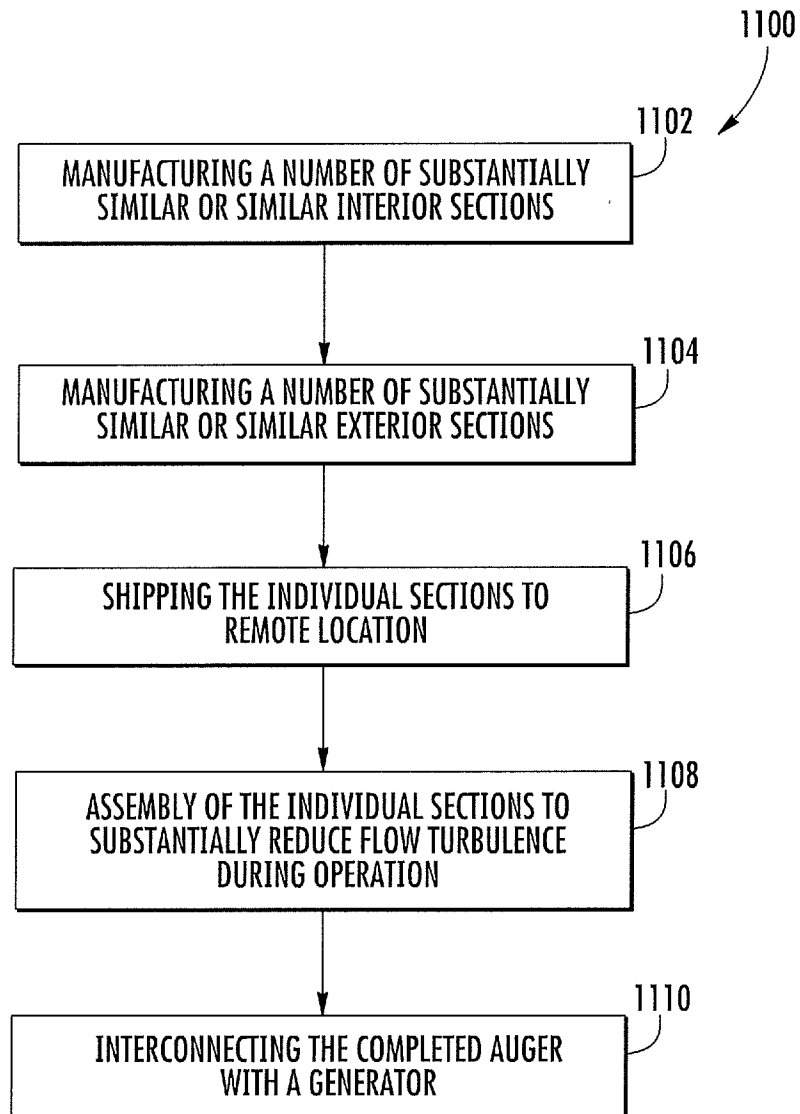 1100
1102
MANUFACTURING A NUMBER OF SUBSTANTIALLY
SIMILAR OR SIMILAR INTERIOR SECTIONS
1104
MANUFACTURING A NUMBER OF SUBSTANTIALLY
SIMILAR OR SIMILAR EXTERIOR SECTIONS
1106
SHIPPING THE INDIVIDUAL SECTIONS TO
REMOTE LOCATION
1108
ASSEMBLY OF THE INDIVIDUAL SECTIONS TO
SUBSTANTIALLY REDUCE FLOW TURBULENCE
DURING OPERATION
1110
INTERCONNECTING THE COMPLETED AUGER
WITH A GENERATOR